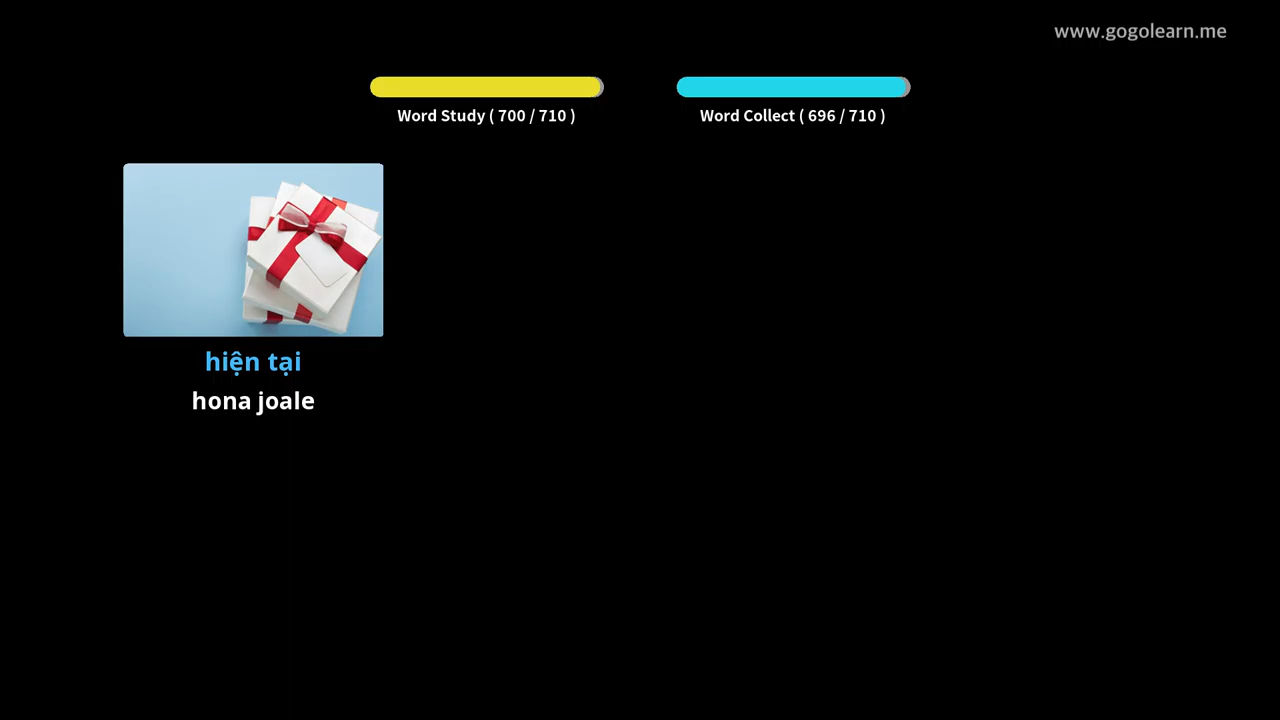 www.gogolearn.me
Word Study ( 700 / 710 )
Word Collect ( 696 / 710 )
hiện tại
hona joale